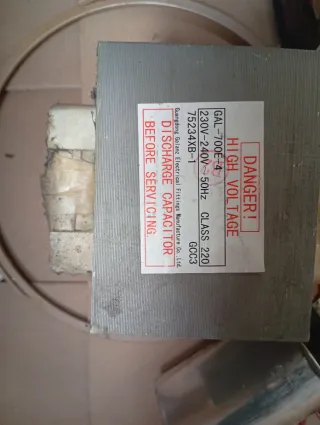 DANGER!
HIGH VOLTAGE
GAL-700E-4
230V-240V 50Hz CLASS 220
75234XB-1 GCC3
Guangdong Galanz Electrical Fittings Manufacture Co.,Ltd.
DISCHARGE CAPACITOR
BEFORE SERVICING.